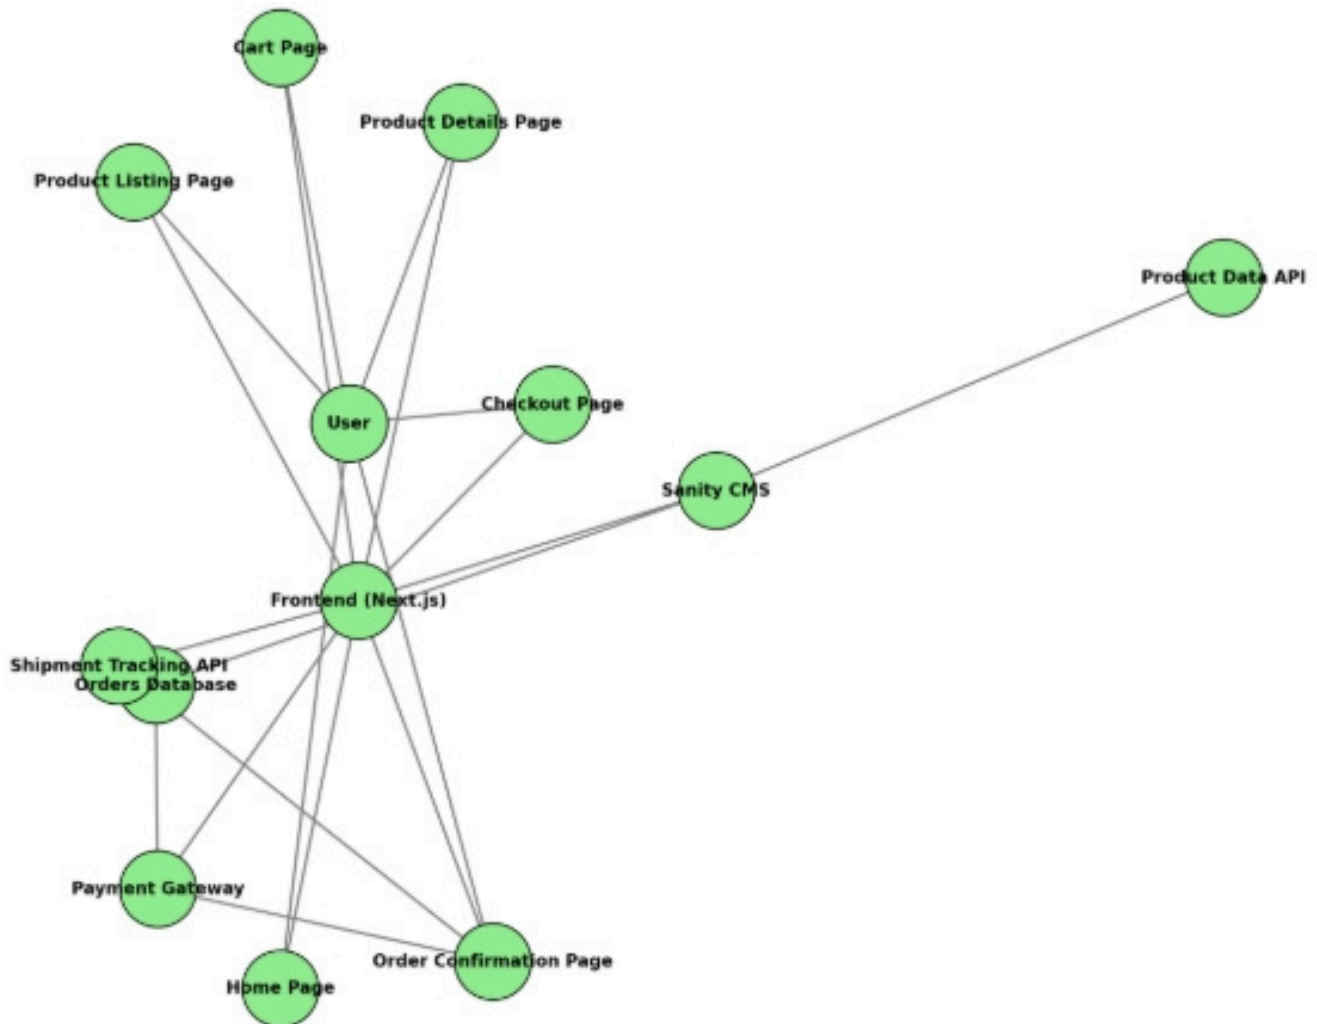 Cart Page
Product Details Page
Product Listing Page
Product Data API
Checkout Page
User
Sanity CMS
Frontend (Next.js)
Shipment Tracking API
Orders Database
Payment Gateway
Order Confirmation Page
Home Page